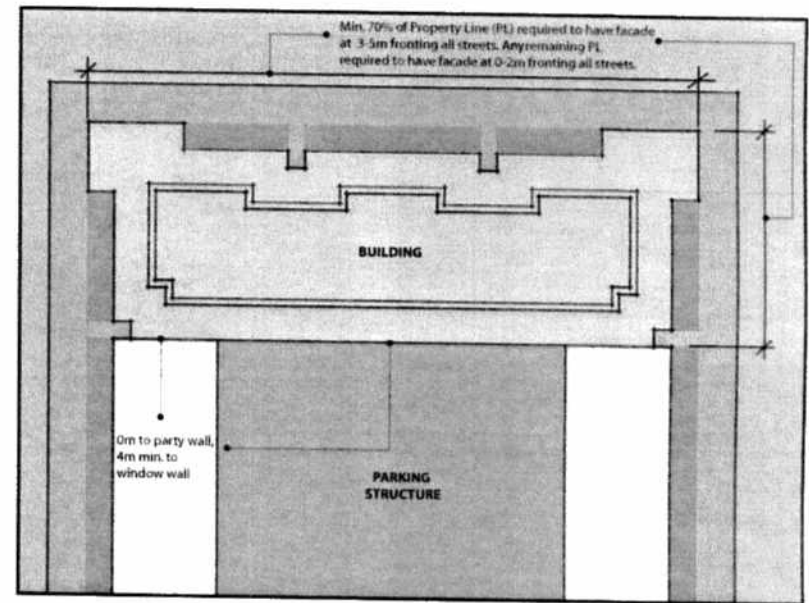 Min. 70% of Property Line (PL) required to have facade
at 3-5m fronting all streets. Anyremaining PL
required to have facade at 0-2m fronting all streets.
BUILDING
0m to party wall,
4m min. to
window wall
PARKING
STRUCTURE